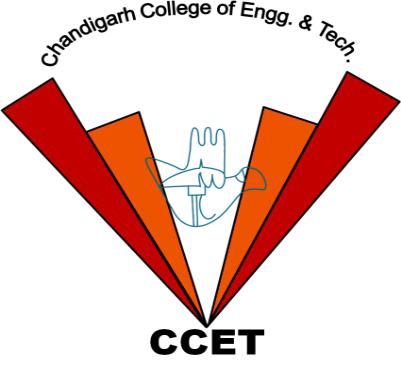 Chandigarh College of Engg. & Tech.
CCET